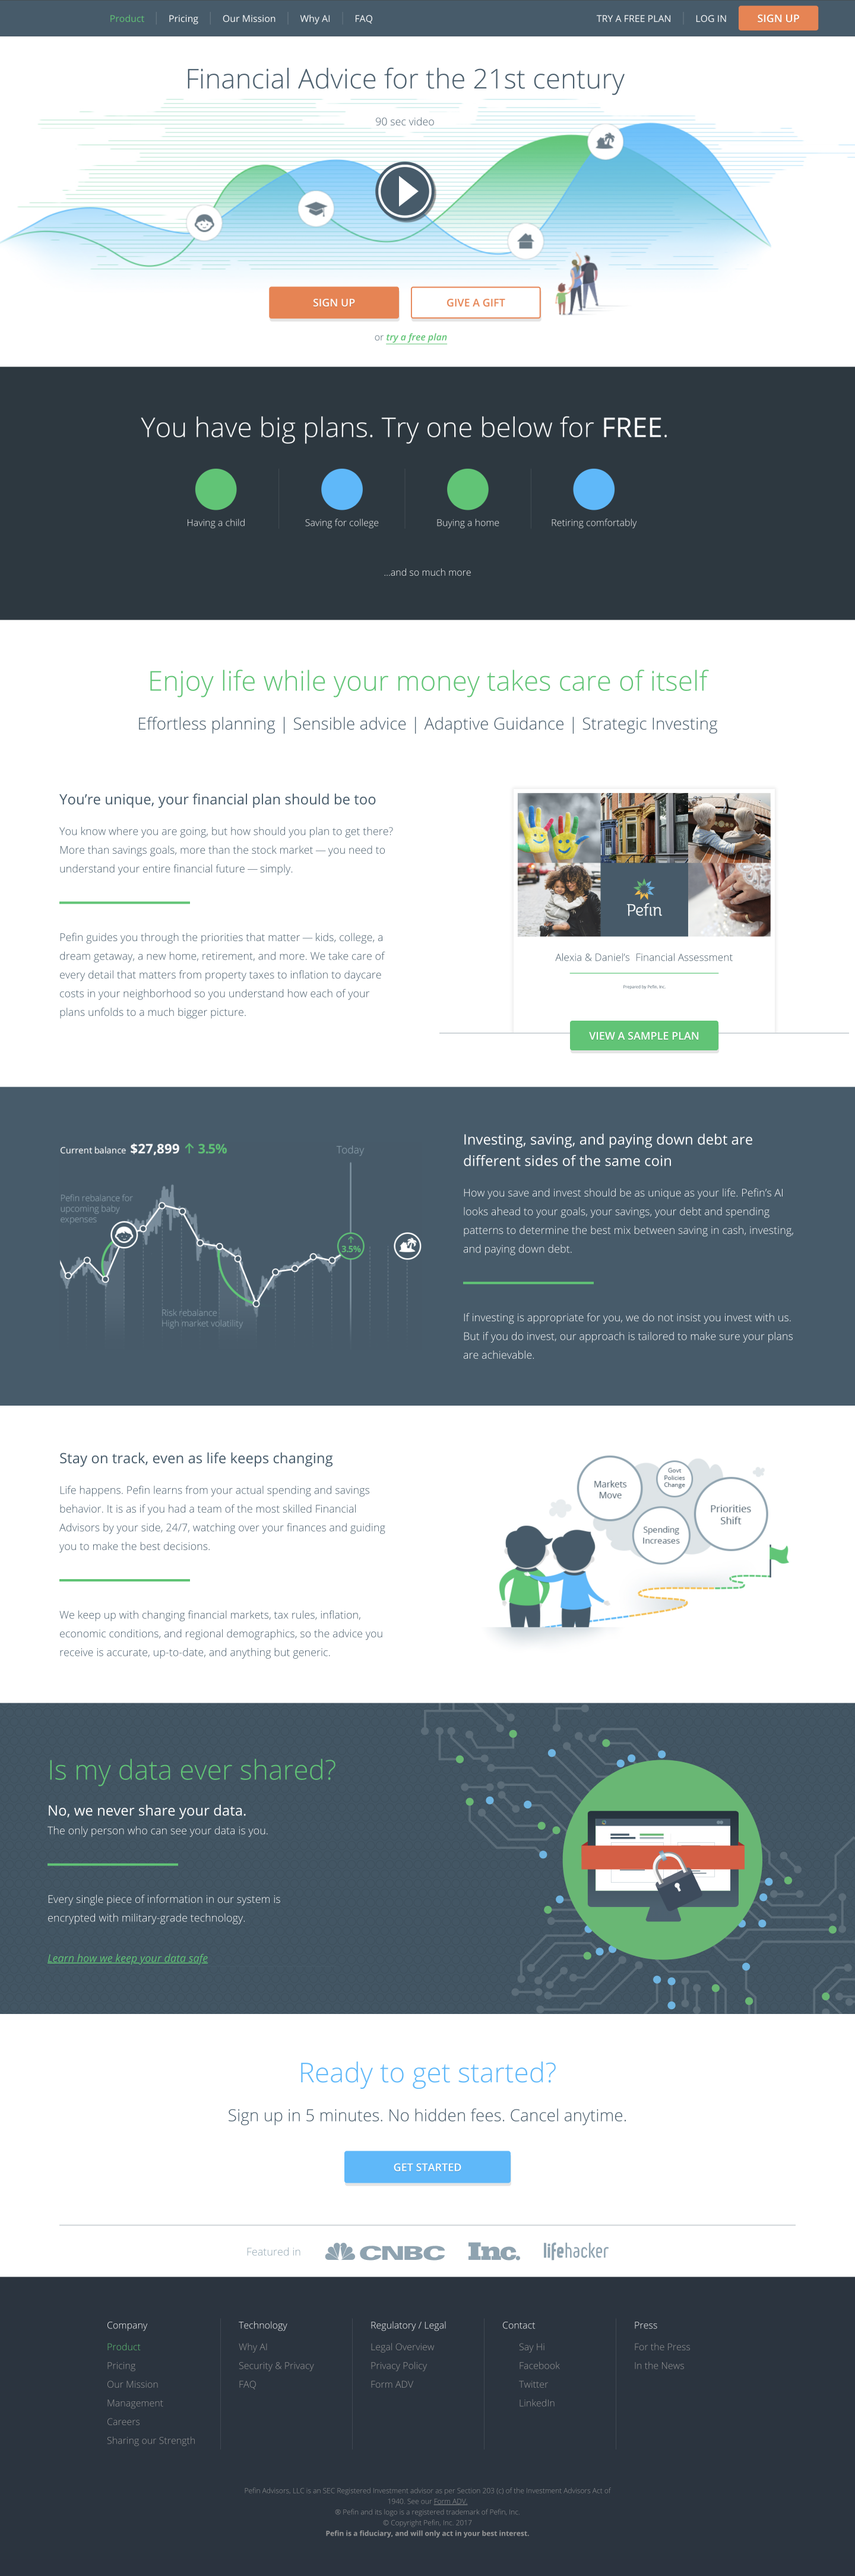 Product
Pricing
Our Mission
Why AI
FAQ
TRY A FREE PLAN
LOG IN
SIGN UP
Financial Advice for the 21st century
90 sec video
SIGN UP
GIVE A GIFT
or try a free plan
You have big plans. Try one below for FREE.
Having a child
Saving for college
Buying a home
Retiring comfortably
...and so much more
Enjoy life while your money takes care of itself
Effortless planning | Sensible advice | Adaptive Guidance | Strategic Investing
You're unique, your financial plan should be too
You know where you are going, but how should you plan to get there?
More than savings goals, more than the stock market — you need to
understand your entire financial future — simply.
Pefin guides you through the priorities that matter — kids, college, a
dream getaway, a new home, retirement, and more. We take care of
every detail that matters from property taxes to inflation to daycare
costs in your neighborhood so you understand how each of your
plans unfolds to a much bigger picture.
Pefin
Alexia & Daniel's Financial Assessment
Prepared by Pefin, Inc.
VIEW A SAMPLE PLAN
Current balance $27,899 ↑ 3.5%
Today
Pefin rebalance for
upcoming baby
expenses
3.5%
Risk rebalance
High market volatility
Investing, saving, and paying down debt are
different sides of the same coin
How you save and invest should be as unique as your life. Pefin's AI
looks ahead to your goals, your savings, your debt and spending
patterns to determine the best mix between saving in cash, investing,
and paying down debt.
If investing is appropriate for you, we do not insist you invest with us.
But if you do invest, our approach is tailored to make sure your plans
are achievable.
Stay on track, even as life keeps changing
Life happens. Pefin learns from your actual spending and savings
behavior. It is as if you had a team of the most skilled Financial
Advisors by your side, 24/7, watching over your finances and guiding
you to make the best decisions.
We keep up with changing financial markets, tax rules, inflation,
economic conditions, and regional demographics, so the advice you
receive is accurate, up-to-date, and anything but generic.
Markets
Move
Govt
Policies
Change
Priorities
Shift
Spending
Increases
Is my data ever shared?
No, we never share your data.
The only person who can see your data is you.
Every single piece of information in our system is
encrypted with military-grade technology.
Learn how we keep your data safe
Ready to get started?
Sign up in 5 minutes. No hidden fees. Cancel anytime.
GET STARTED
Featured in
CNBC
Inc.
lifehacker
Company
Product
Pricing
Our Mission
Management
Careers
Sharing our Strength
Technology
Why AI
Security & Privacy
FAQ
Regulatory / Legal
Legal Overview
Privacy Policy
Form ADV
Contact
Say Hi
Facebook
Twitter
LinkedIn
Press
For the Press
In the News
Pefin Advisors, LLC is an SEC Registered Investment advisor as per Section 203 (c) of the Investment Advisors Act of
1940. See our Form ADV.
® Pefin and its logo is a registered trademark of Pefin, Inc.
© Copyright Pefin, Inc. 2017
Pefin is a fiduciary, and will only act in your best interest.